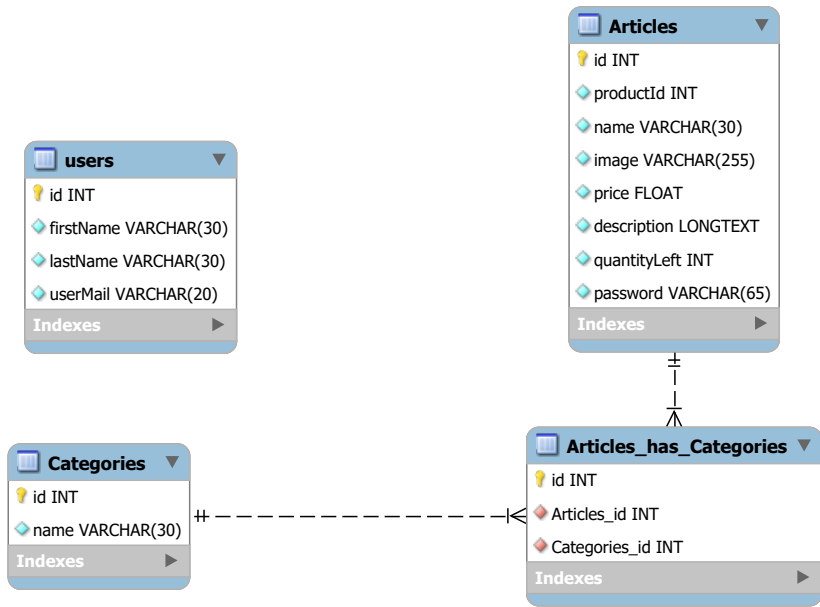 Articles
id INT
productId INT
name VARCHAR(30)
image VARCHAR(255)
price FLOAT
description LONGTEXT
quantityLeft INT
password VARCHAR(65)
Indexes
users
id INT
firstName VARCHAR(30)
lastName VARCHAR(30)
userMail VARCHAR(20)
Indexes
Categories
id INT
name VARCHAR(30)
Indexes
Articles_has_Categories
id INT
Articles_id INT
Categories_id INT
Indexes